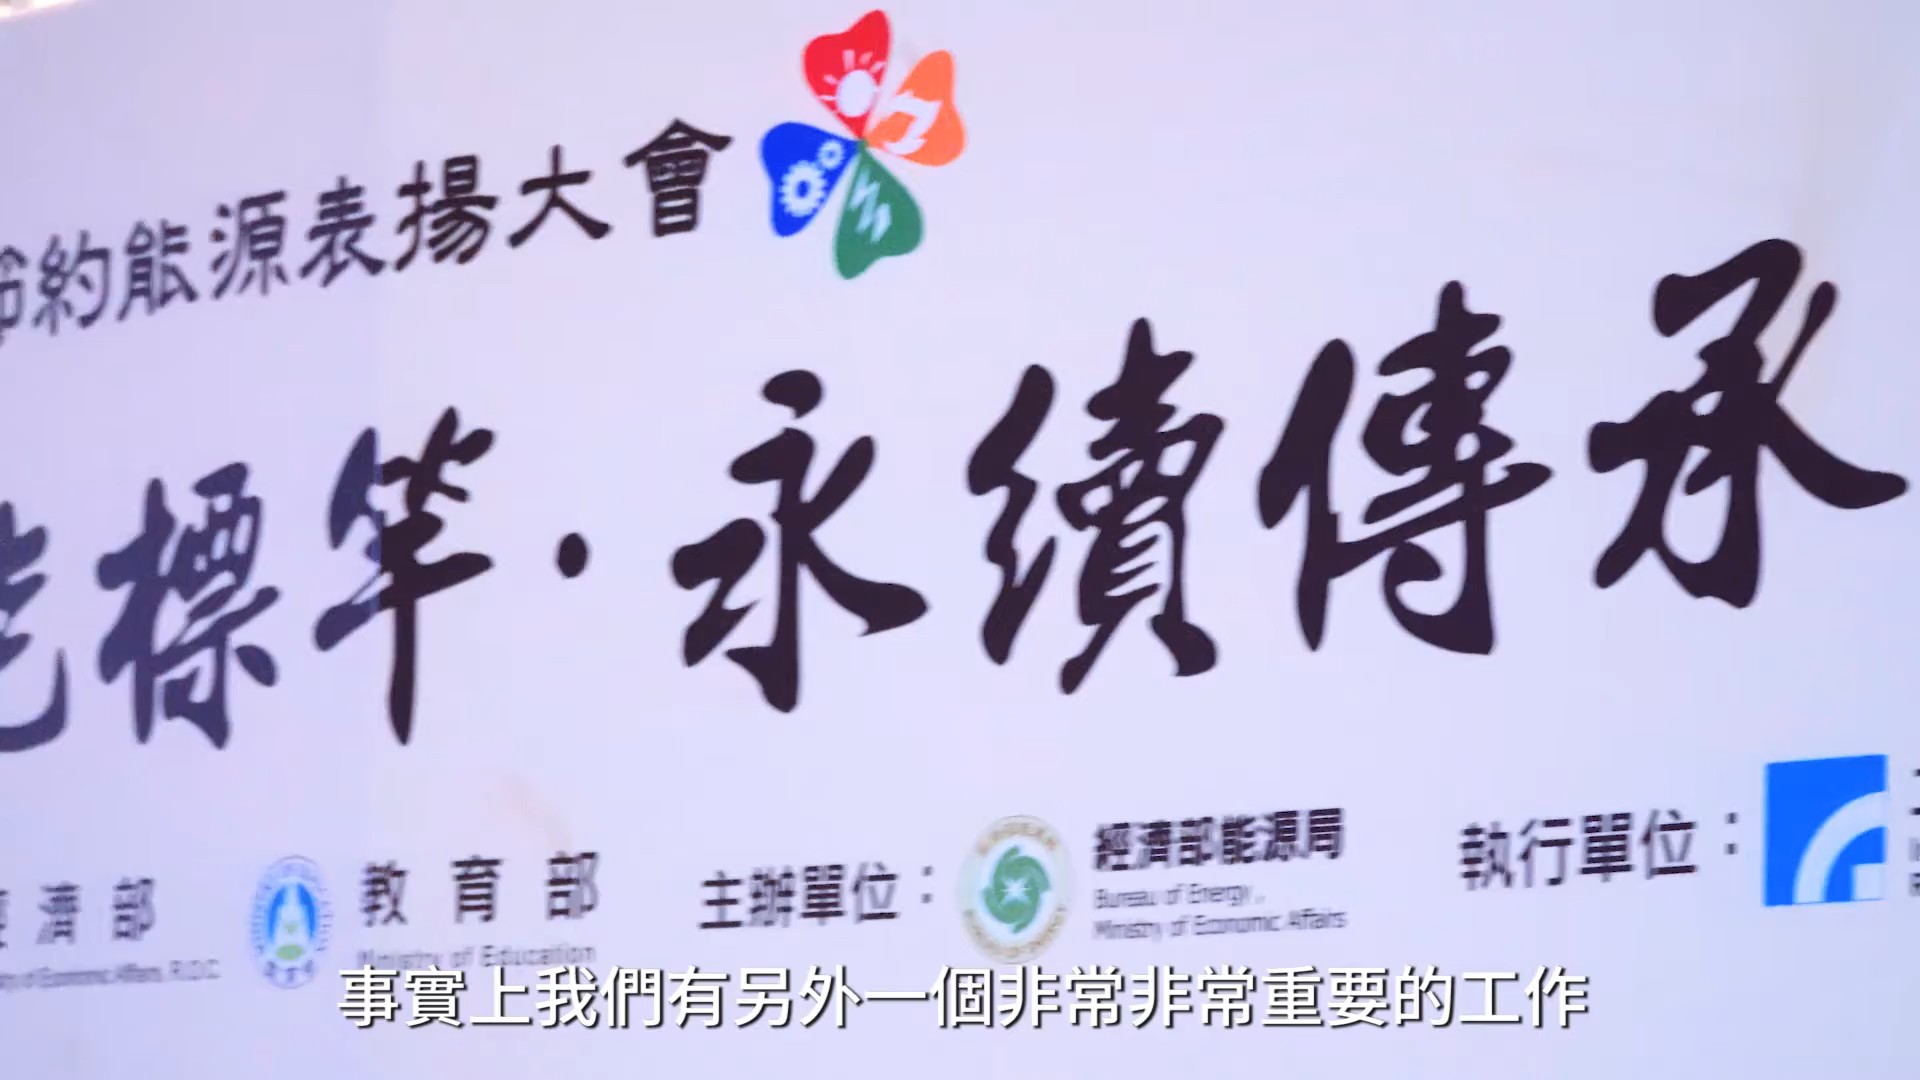 節約能源表揚大會
能標竿・永續傳承
經濟部
教育部
Ministry of Education
主辦單位：
經濟部能源局
Bureau of Energy,
Ministry of Economic Affairs
執行單位：
事實上我們有另外一個非常非常重要的工作